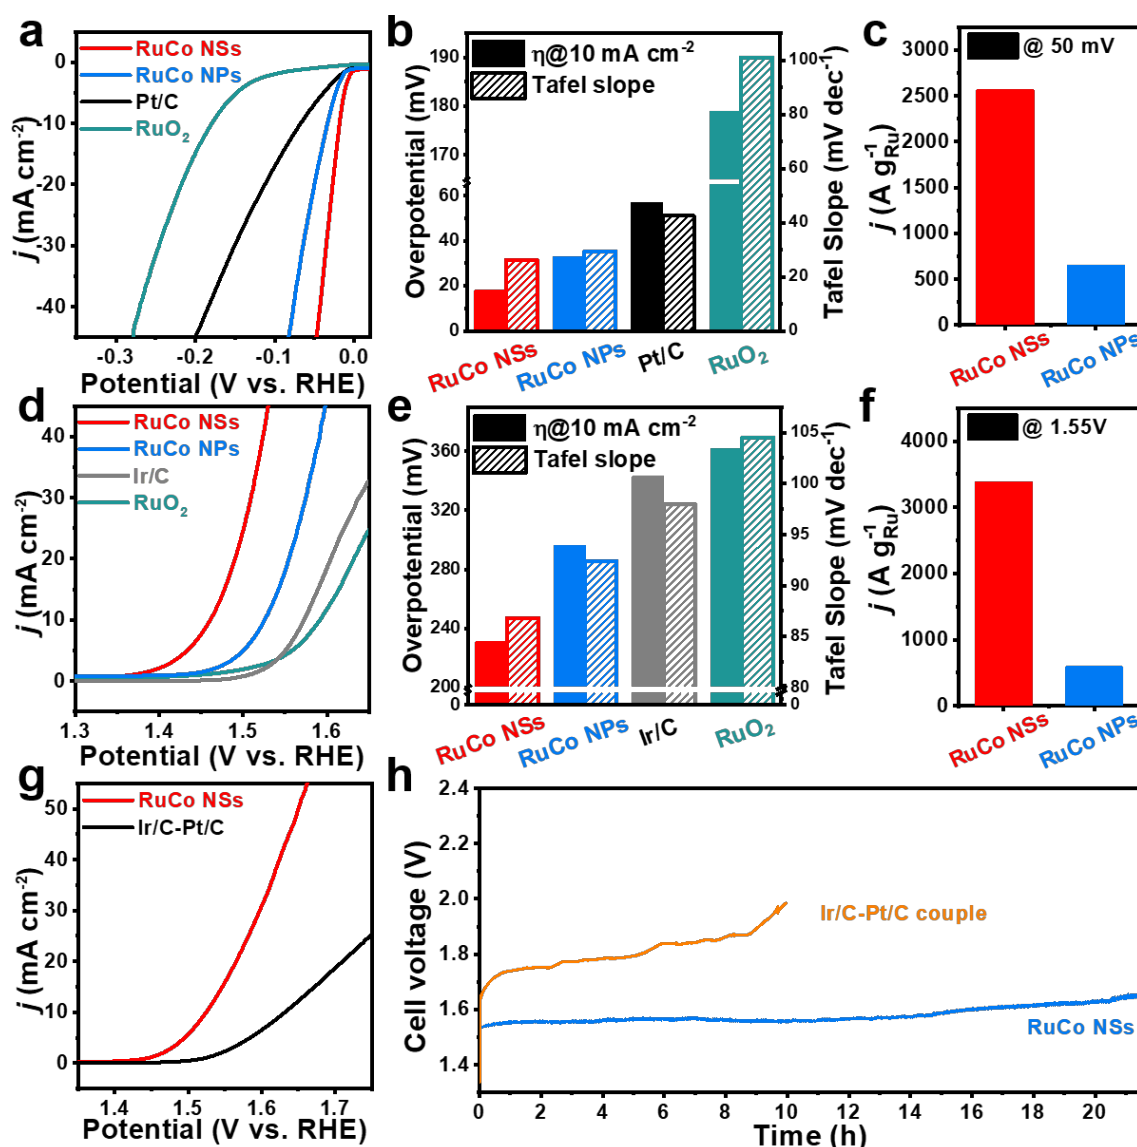 a
RuCo NSs
RuCo NPs
Pt/C
RuO₂
j (mA cm⁻²)
0
-10
-20
-30
-40
-0.3
-0.2
-0.1
0.0
Potential (V vs. RHE)
b
η@10 mA cm⁻²
Tafel slope
Overpotential (mV)
190
180
170
60
40
20
0
Tafel Slope (mV dec⁻¹)
100
80
60
40
20
0
RuCo NSs
RuCo NPs
Pt/C
RuO₂
c
@ 50 mV
j (A g⁻¹Ru)
3000
2500
2000
1500
1000
500
0
RuCo NSs
RuCo NPs
d
RuCo NSs
RuCo NPs
Ir/C
RuO₂
j (mA cm⁻²)
40
30
20
10
0
1.3
1.4
1.5
1.6
Potential (V vs. RHE)
e
η@10 mA cm⁻²
Tafel slope
Overpotential (mV)
360
320
280
240
200
0
Tafel Slope (mV dec⁻¹)
105
100
95
90
85
80
0
RuCo NSs
RuCo NPs
Ir/C
RuO₂
f
@ 1.55V
j (A g⁻¹Ru)
4000
3000
2000
1000
0
RuCo NSs
RuCo NPs
g
RuCo NSs
Ir/C-Pt/C
j (mA cm⁻²)
50
40
30
20
10
0
1.4
1.5
1.6
1.7
Potential (V vs. RHE)
h
Cell voltage (V)
2.4
2.2
2.0
1.8
1.6
1.4
Ir/C-Pt/C couple
RuCo NSs
0
2
4
6
8
10
12
14
16
18
20
Time (h)